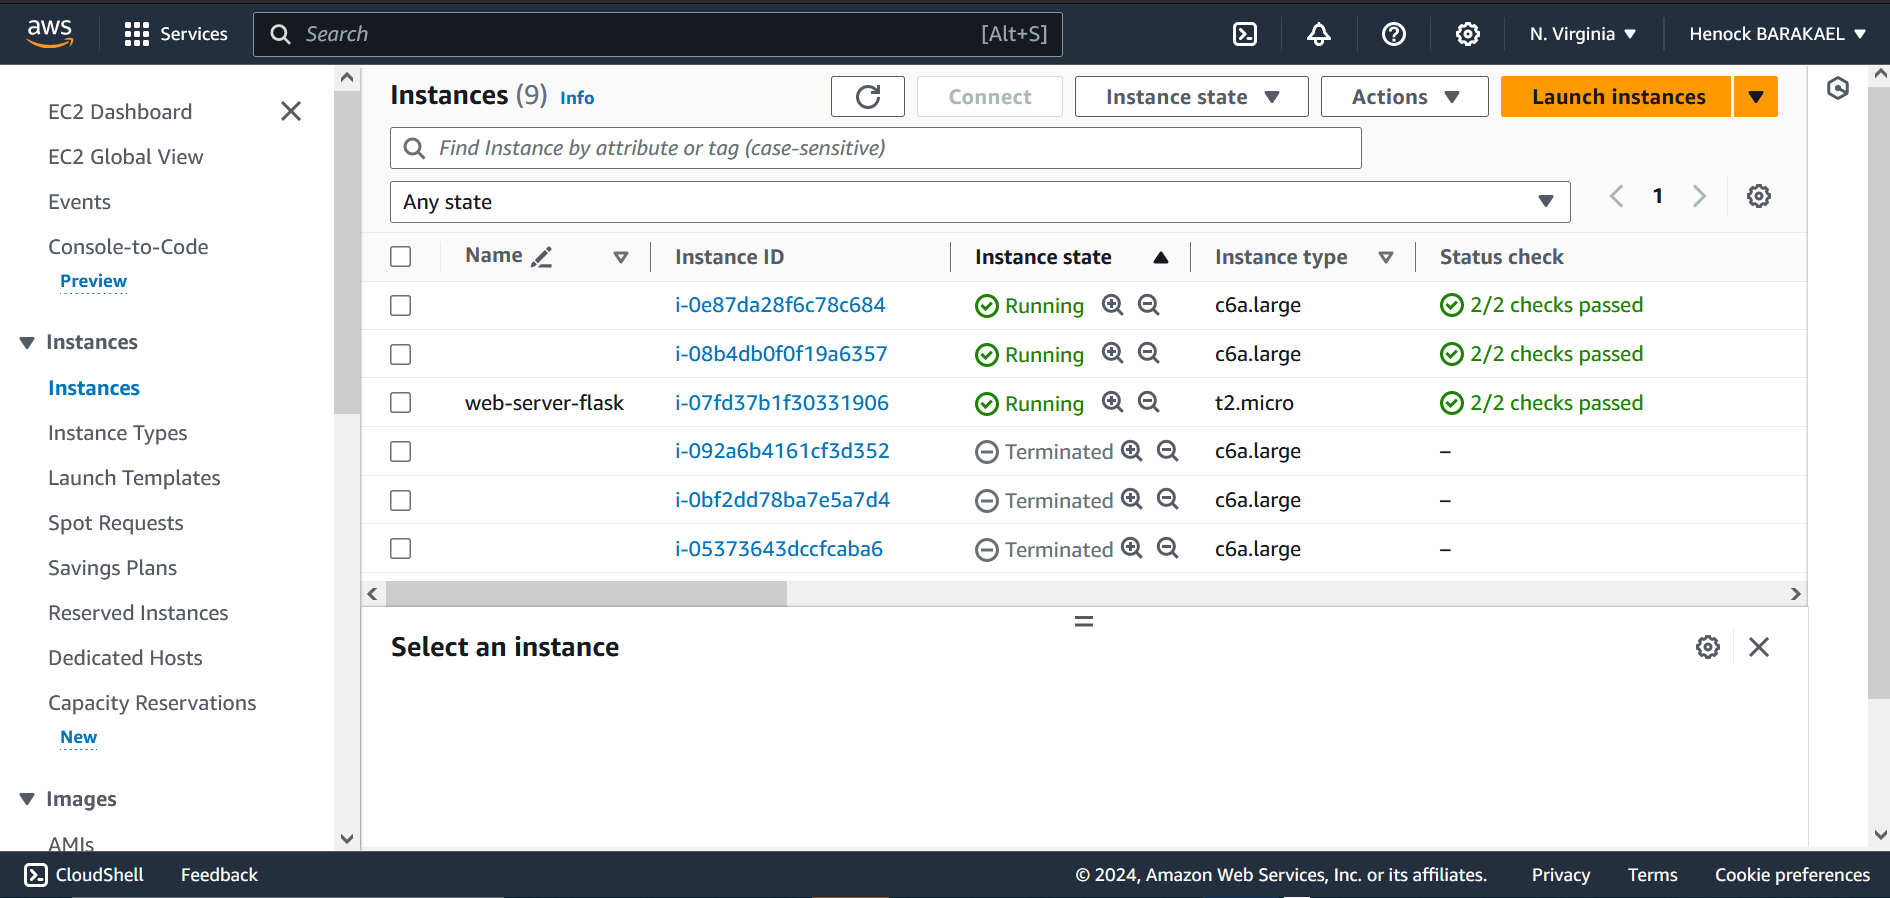 aws
Services
Search
[Alt+S]
N. Virginia
Henock BARAKAEL
EC2 Dashboard
EC2 Global View
Events
Console-to-Code
Preview
Instances
Instances
Instance Types
Launch Templates
Spot Requests
Savings Plans
Reserved Instances
Dedicated Hosts
Capacity Reservations
New
Images
AMIs
Instances (9) Info
Connect
Instance state
Actions
Launch instances
Find Instance by attribute or tag (case-sensitive)
Any state
1
Name Instance ID Instance state Instance type Status check
i-0e87da28f6c78c684 Running c6a.large 2/2 checks passed
i-08b4db0f0f19a6357 Running c6a.large 2/2 checks passed
web-server-flask i-07fd37b1f30331906 Running t2.micro 2/2 checks passed
i-092a6b4161cf3d352 Terminated c6a.large –
i-0bf2dd78ba7e5a7d4 Terminated c6a.large –
i-05373643dccfcaba6 Terminated c6a.large –
Select an instance
CloudShell
Feedback
© 2024, Amazon Web Services, Inc. or its affiliates.
Privacy
Terms
Cookie preferences